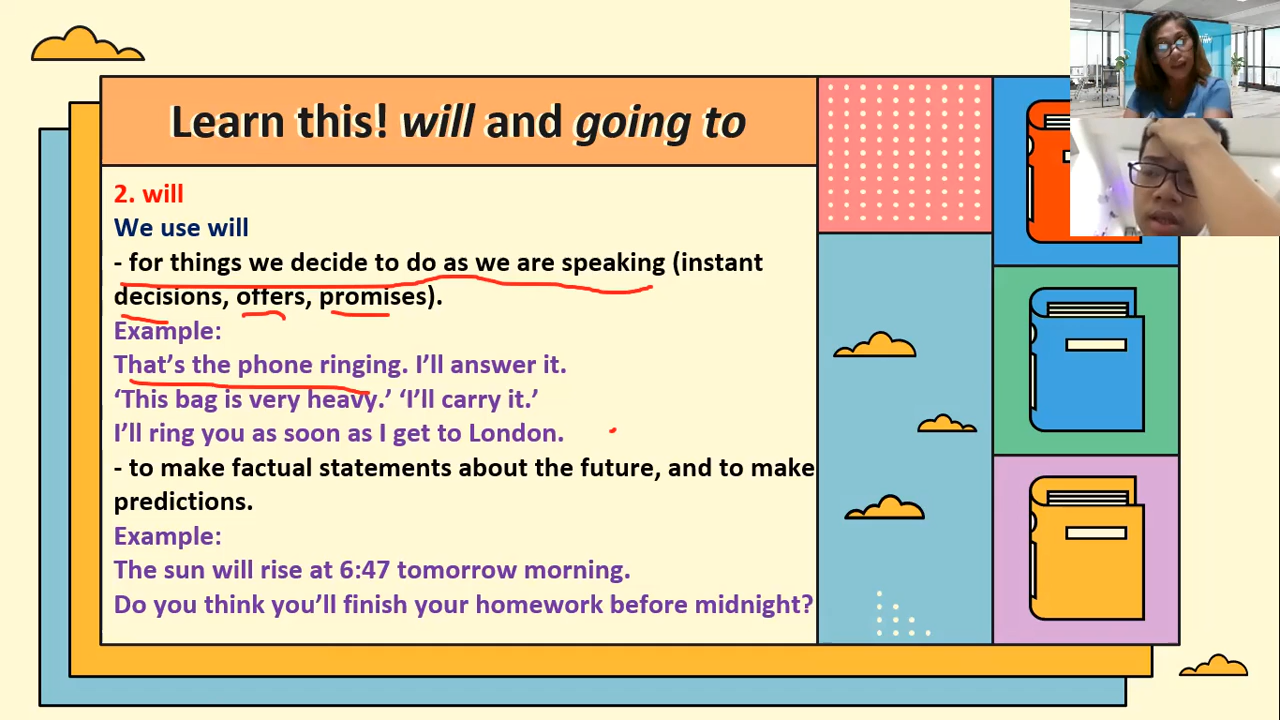 Learn this! will and going to
2. will
We use will
- for things we decide to do as we are speaking (instant
decisions, offers, promises).
Example:
That’s the phone ringing. I’ll answer it.
‘This bag is very heavy.’ ‘I’ll carry it.’
I’ll ring you as soon as I get to London.
- to make factual statements about the future, and to make
predictions.
Example:
The sun will rise at 6:47 tomorrow morning.
Do you think you’ll finish your homework before midnight?